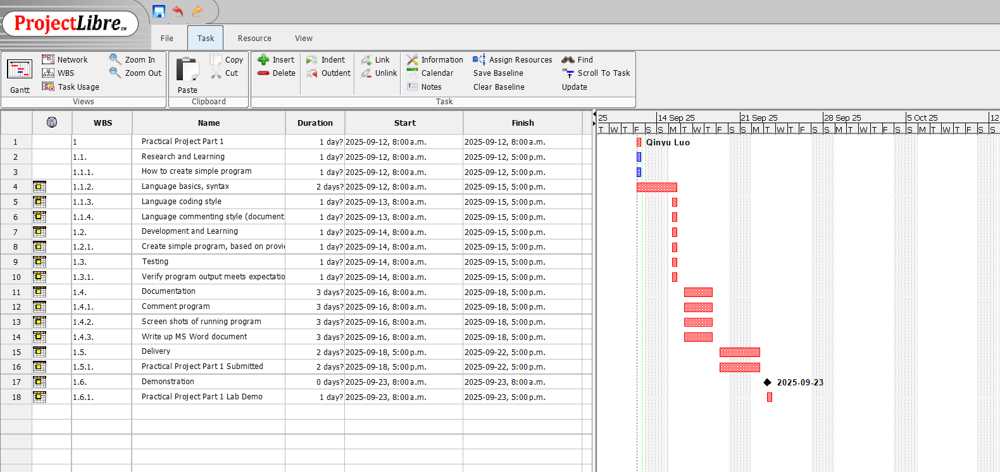 ProjectLibre™
File Task Resource View
Network Zoom In Copy Insert Indent Link Information Assign Resources Find
WBS Zoom Out Cut Delete Outdent Unlink Calendar Save Baseline Scroll To Task
Gantt Task Usage Paste Notes Clear Baseline Update
Views Clipboard Task
WBS Name Duration Start Finish
25 14 Sep 25 21 Sep 25 28 Sep 25 5 Oct 25 12
T W T F S S M T W T F S S M T W T F S S M T W T F S S M T W T F S S
1 1 Practical Project Part 1 1 day? 2025-09-12, 8:00 a.m. 2025-09-12, 8:00 a.m. Qinyu Luo
2 1.1. Research and Learning 1 day? 2025-09-12, 8:00 a.m. 2025-09-12, 8:00 a.m.
3 1.1.1. How to create simple program 1 day? 2025-09-12, 8:00 a.m. 2025-09-12, 8:00 a.m.
4 1.1.2. Language basics, syntax 2 days? 2025-09-12, 8:00 a.m. 2025-09-15, 5:00 p.m.
5 1.1.3. Language coding style 1 day? 2025-09-13, 8:00 a.m. 2025-09-15, 5:00 p.m.
6 1.1.4. Language commenting style (document 1 day? 2025-09-13, 8:00 a.m. 2025-09-15, 5:00 p.m.
7 1.2. Development and Learning 1 day? 2025-09-14, 8:00 a.m. 2025-09-15, 5:00 p.m.
8 1.2.1. Create simple program, based on provi 1 day? 2025-09-14, 8:00 a.m. 2025-09-15, 5:00 p.m.
9 1.3. Testing 1 day? 2025-09-14, 8:00 a.m. 2025-09-15, 5:00 p.m.
10 1.3.1. Verify program output meets expectatio 1 day? 2025-09-14, 8:00 a.m. 2025-09-15, 5:00 p.m.
11 1.4. Documentation 3 days? 2025-09-16, 8:00 a.m. 2025-09-18, 5:00 p.m.
12 1.4.1. Comment program 3 days? 2025-09-16, 8:00 a.m. 2025-09-18, 5:00 p.m.
13 1.4.2. Screen shots of running program 3 days? 2025-09-16, 8:00 a.m. 2025-09-18, 5:00 p.m.
14 1.4.3. Write up MS Word document 3 days? 2025-09-16, 8:00 a.m. 2025-09-18, 5:00 p.m.
15 1.5. Delivery 2 days? 2025-09-18, 5:00 p.m. 2025-09-22, 5:00 p.m.
16 1.5.1. Practical Project Part 1 Submitted 2 days? 2025-09-18, 5:00 p.m. 2025-09-22, 5:00 p.m.
17 1.6. Demonstration 0 days? 2025-09-23, 8:00 a.m. 2025-09-23, 8:00 a.m. 2025-09-23
18 1.6.1. Practical Project Part 1 Lab Demo 1 day? 2025-09-23, 8:00 a.m. 2025-09-23, 5:00 p.m.